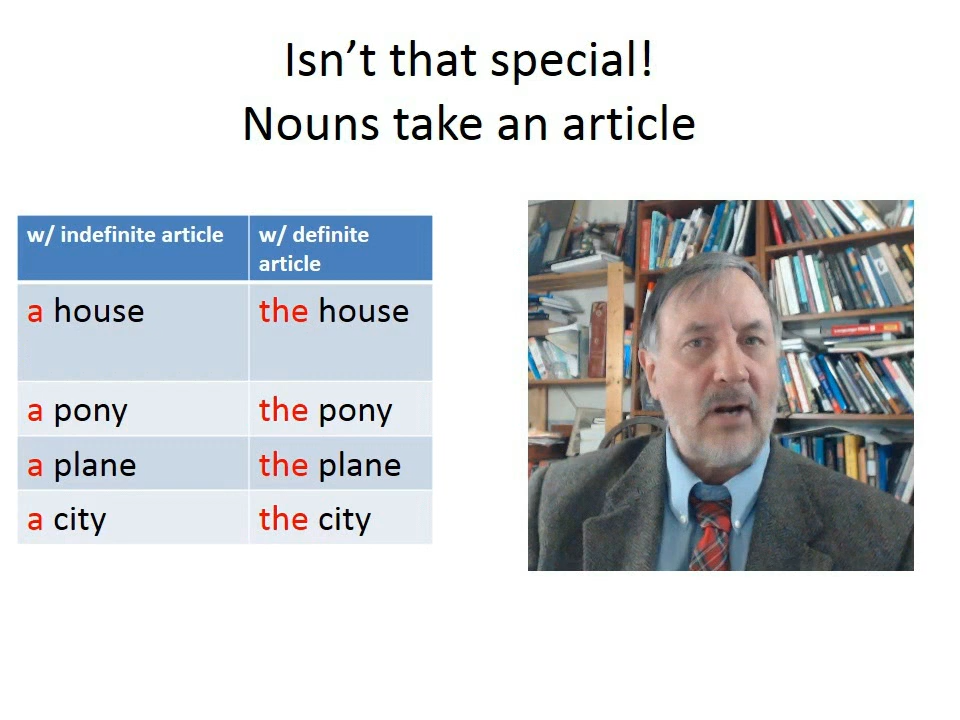 Isn’t that special!
Nouns take an article
w/ indefinite article
w/ definite
article
a house
the house
a pony
the pony
a plane
the plane
a city
the city